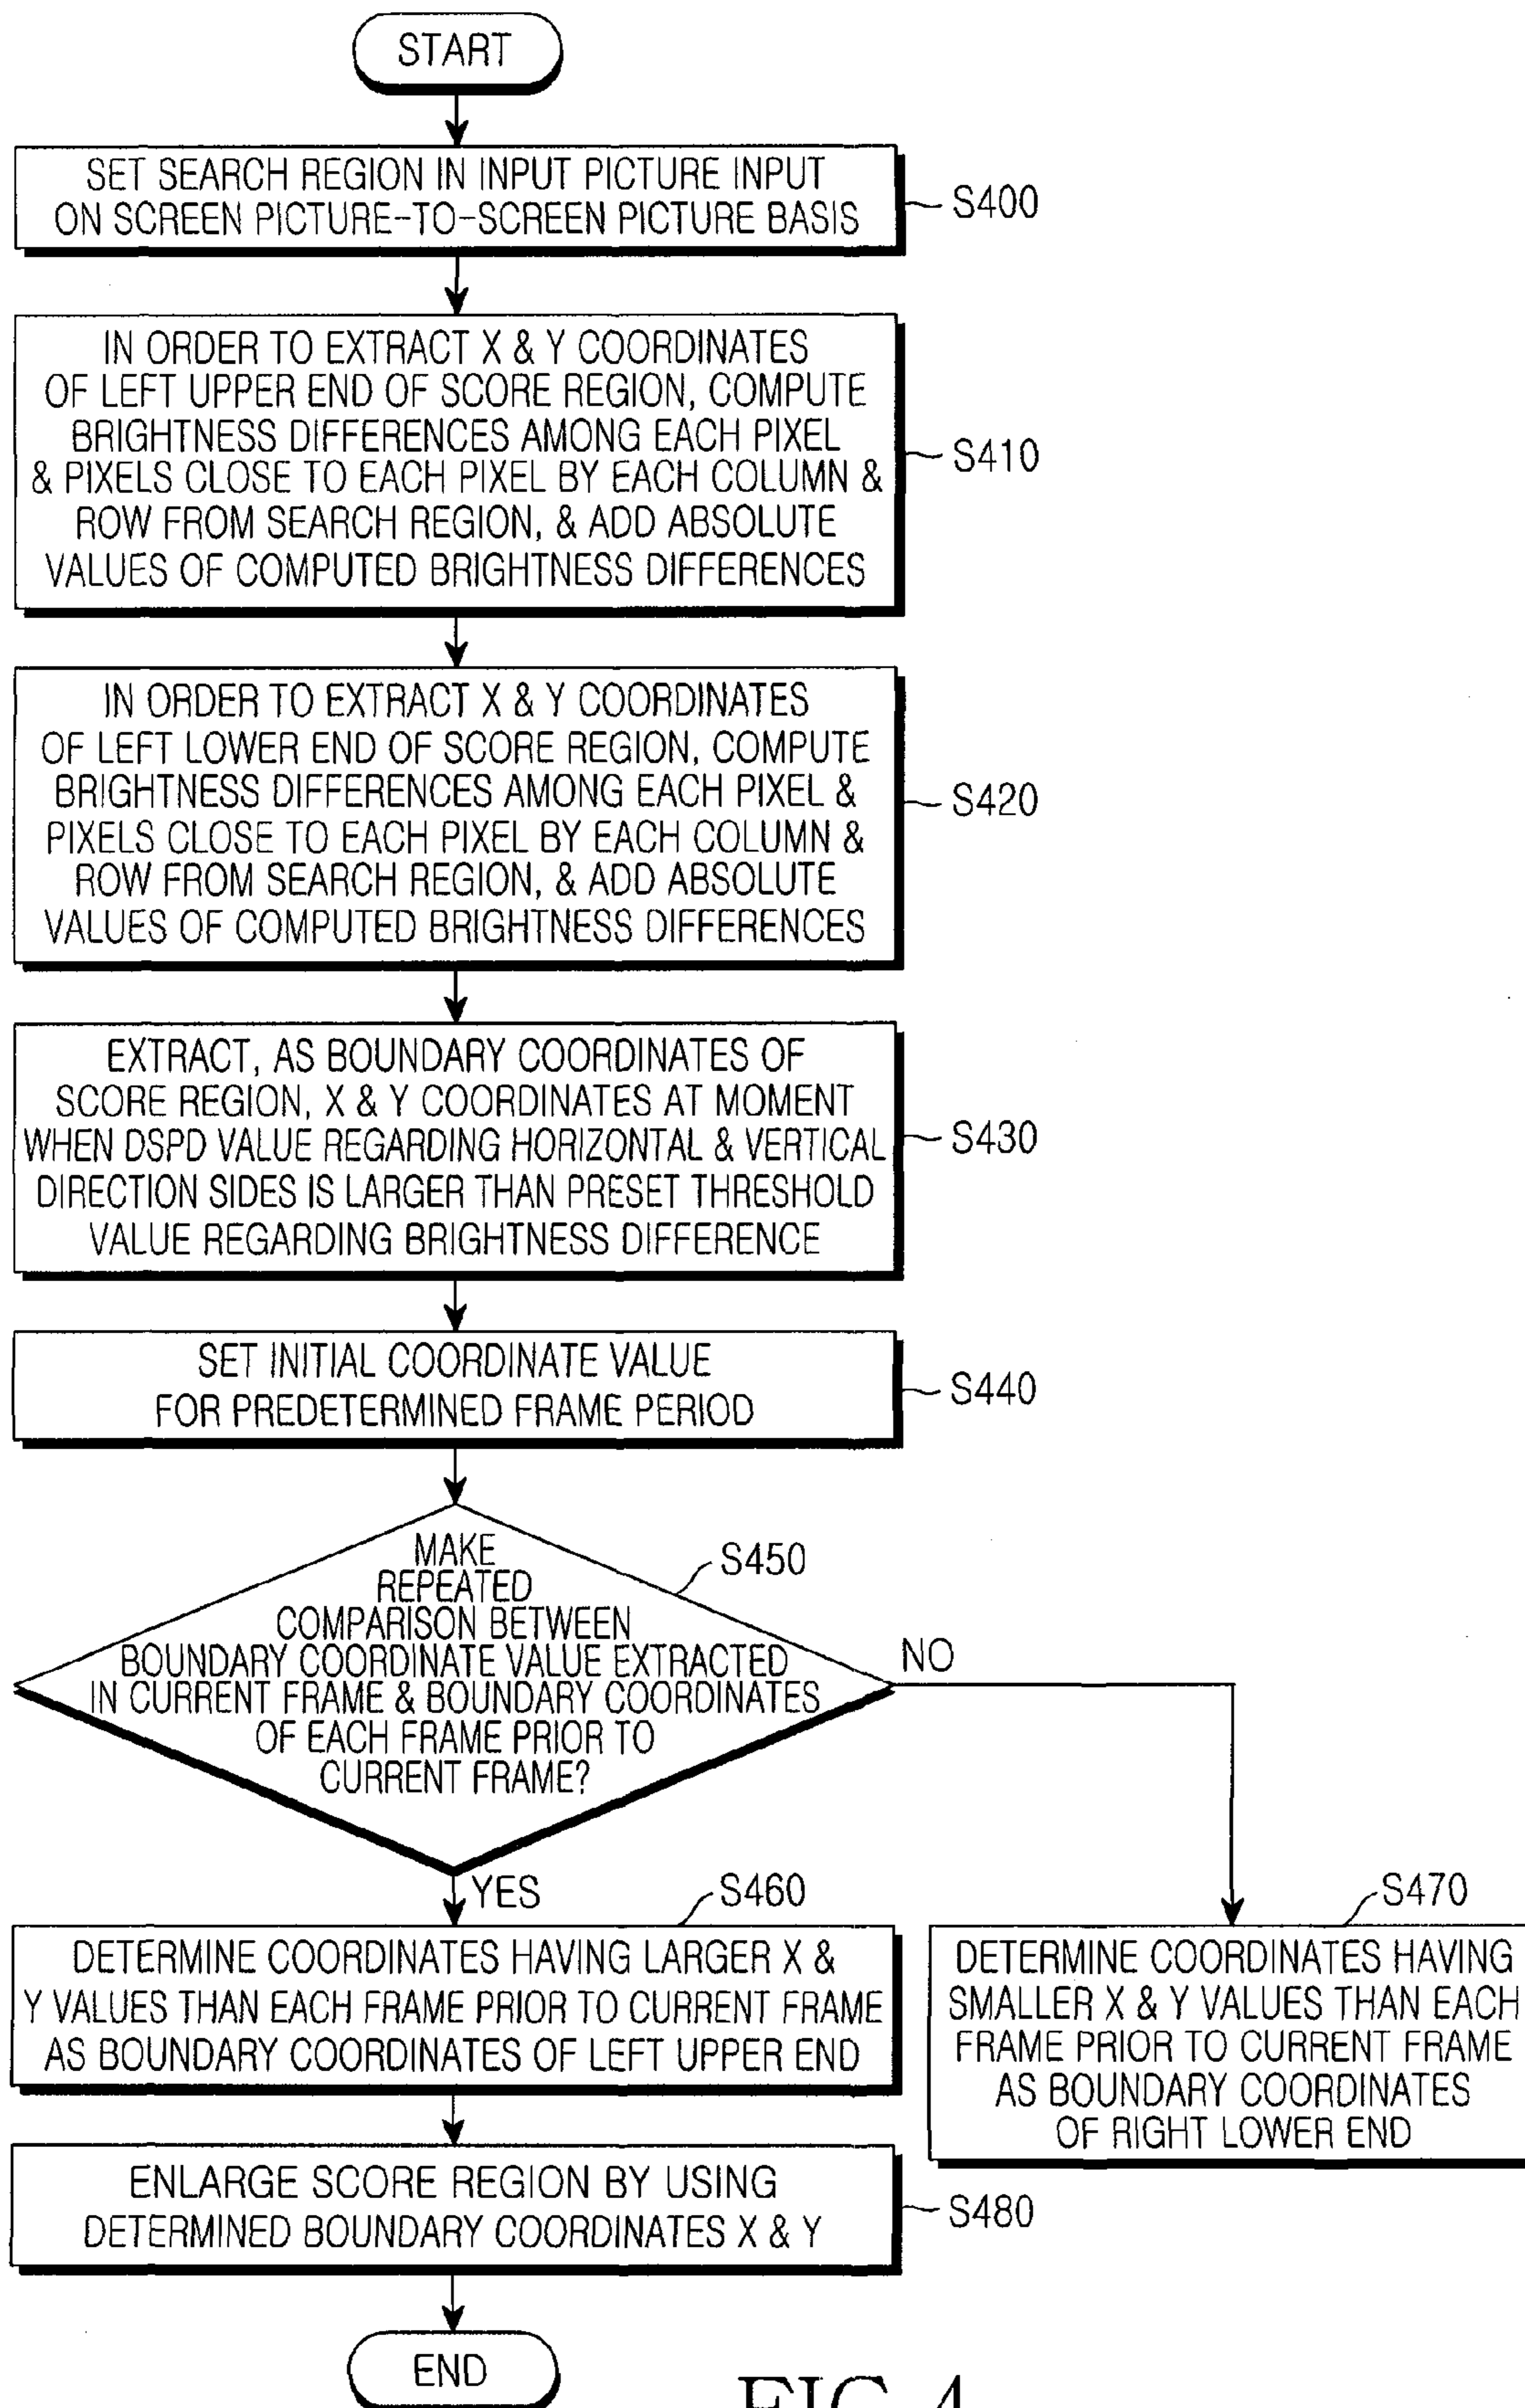 START
SET SEARCH REGION IN INPUT PICTURE INPUT
ON SCREEN PICTURE-TO-SCREEN PICTURE BASIS
S400
IN ORDER TO EXTRACT X & Y COORDINATES
OF LEFT UPPER END OF SCORE REGION, COMPUTE
BRIGHTNESS DIFFERENCES AMONG EACH PIXEL
& PIXELS CLOSE TO EACH PIXEL BY EACH COLUMN &
ROW FROM SEARCH REGION, & ADD ABSOLUTE
VALUES OF COMPUTED BRIGHTNESS DIFFERENCES
S410
IN ORDER TO EXTRACT X & Y COORDINATES
OF LEFT LOWER END OF SCORE REGION, COMPUTE
BRIGHTNESS DIFFERENCES AMONG EACH PIXEL &
PIXELS CLOSE TO EACH PIXEL BY EACH COLUMN &
ROW FROM SEARCH REGION, & ADD ABSOLUTE
VALUES OF COMPUTED BRIGHTNESS DIFFERENCES
S420
EXTRACT, AS BOUNDARY COORDINATES OF
SCORE REGION, X & Y COORDINATES AT MOMENT
WHEN DSPD VALUE REGARDING HORIZONTAL & VERTICAL
DIRECTION SIDES IS LARGER THAN PRESET THRESHOLD
VALUE REGARDING BRIGHTNESS DIFFERENCE
S430
SET INITIAL COORDINATE VALUE
FOR PREDETERMINED FRAME PERIOD
S440
MAKE
REPEATED
COMPARISON BETWEEN
BOUNDARY COORDINATE VALUE EXTRACTED
IN CURRENT FRAME & BOUNDARY COORDINATES
OF EACH FRAME PRIOR TO
CURRENT FRAME?
S450
NO
YES
S460
DETERMINE COORDINATES HAVING LARGER X &
Y VALUES THAN EACH FRAME PRIOR TO CURRENT FRAME
AS BOUNDARY COORDINATES OF LEFT UPPER END
S470
DETERMINE COORDINATES HAVING
SMALLER X & Y VALUES THAN EACH
FRAME PRIOR TO CURRENT FRAME
AS BOUNDARY COORDINATES
OF RIGHT LOWER END
ENLARGE SCORE REGION BY USING
DETERMINED BOUNDARY COORDINATES X & Y
S480
END
FIG. 4